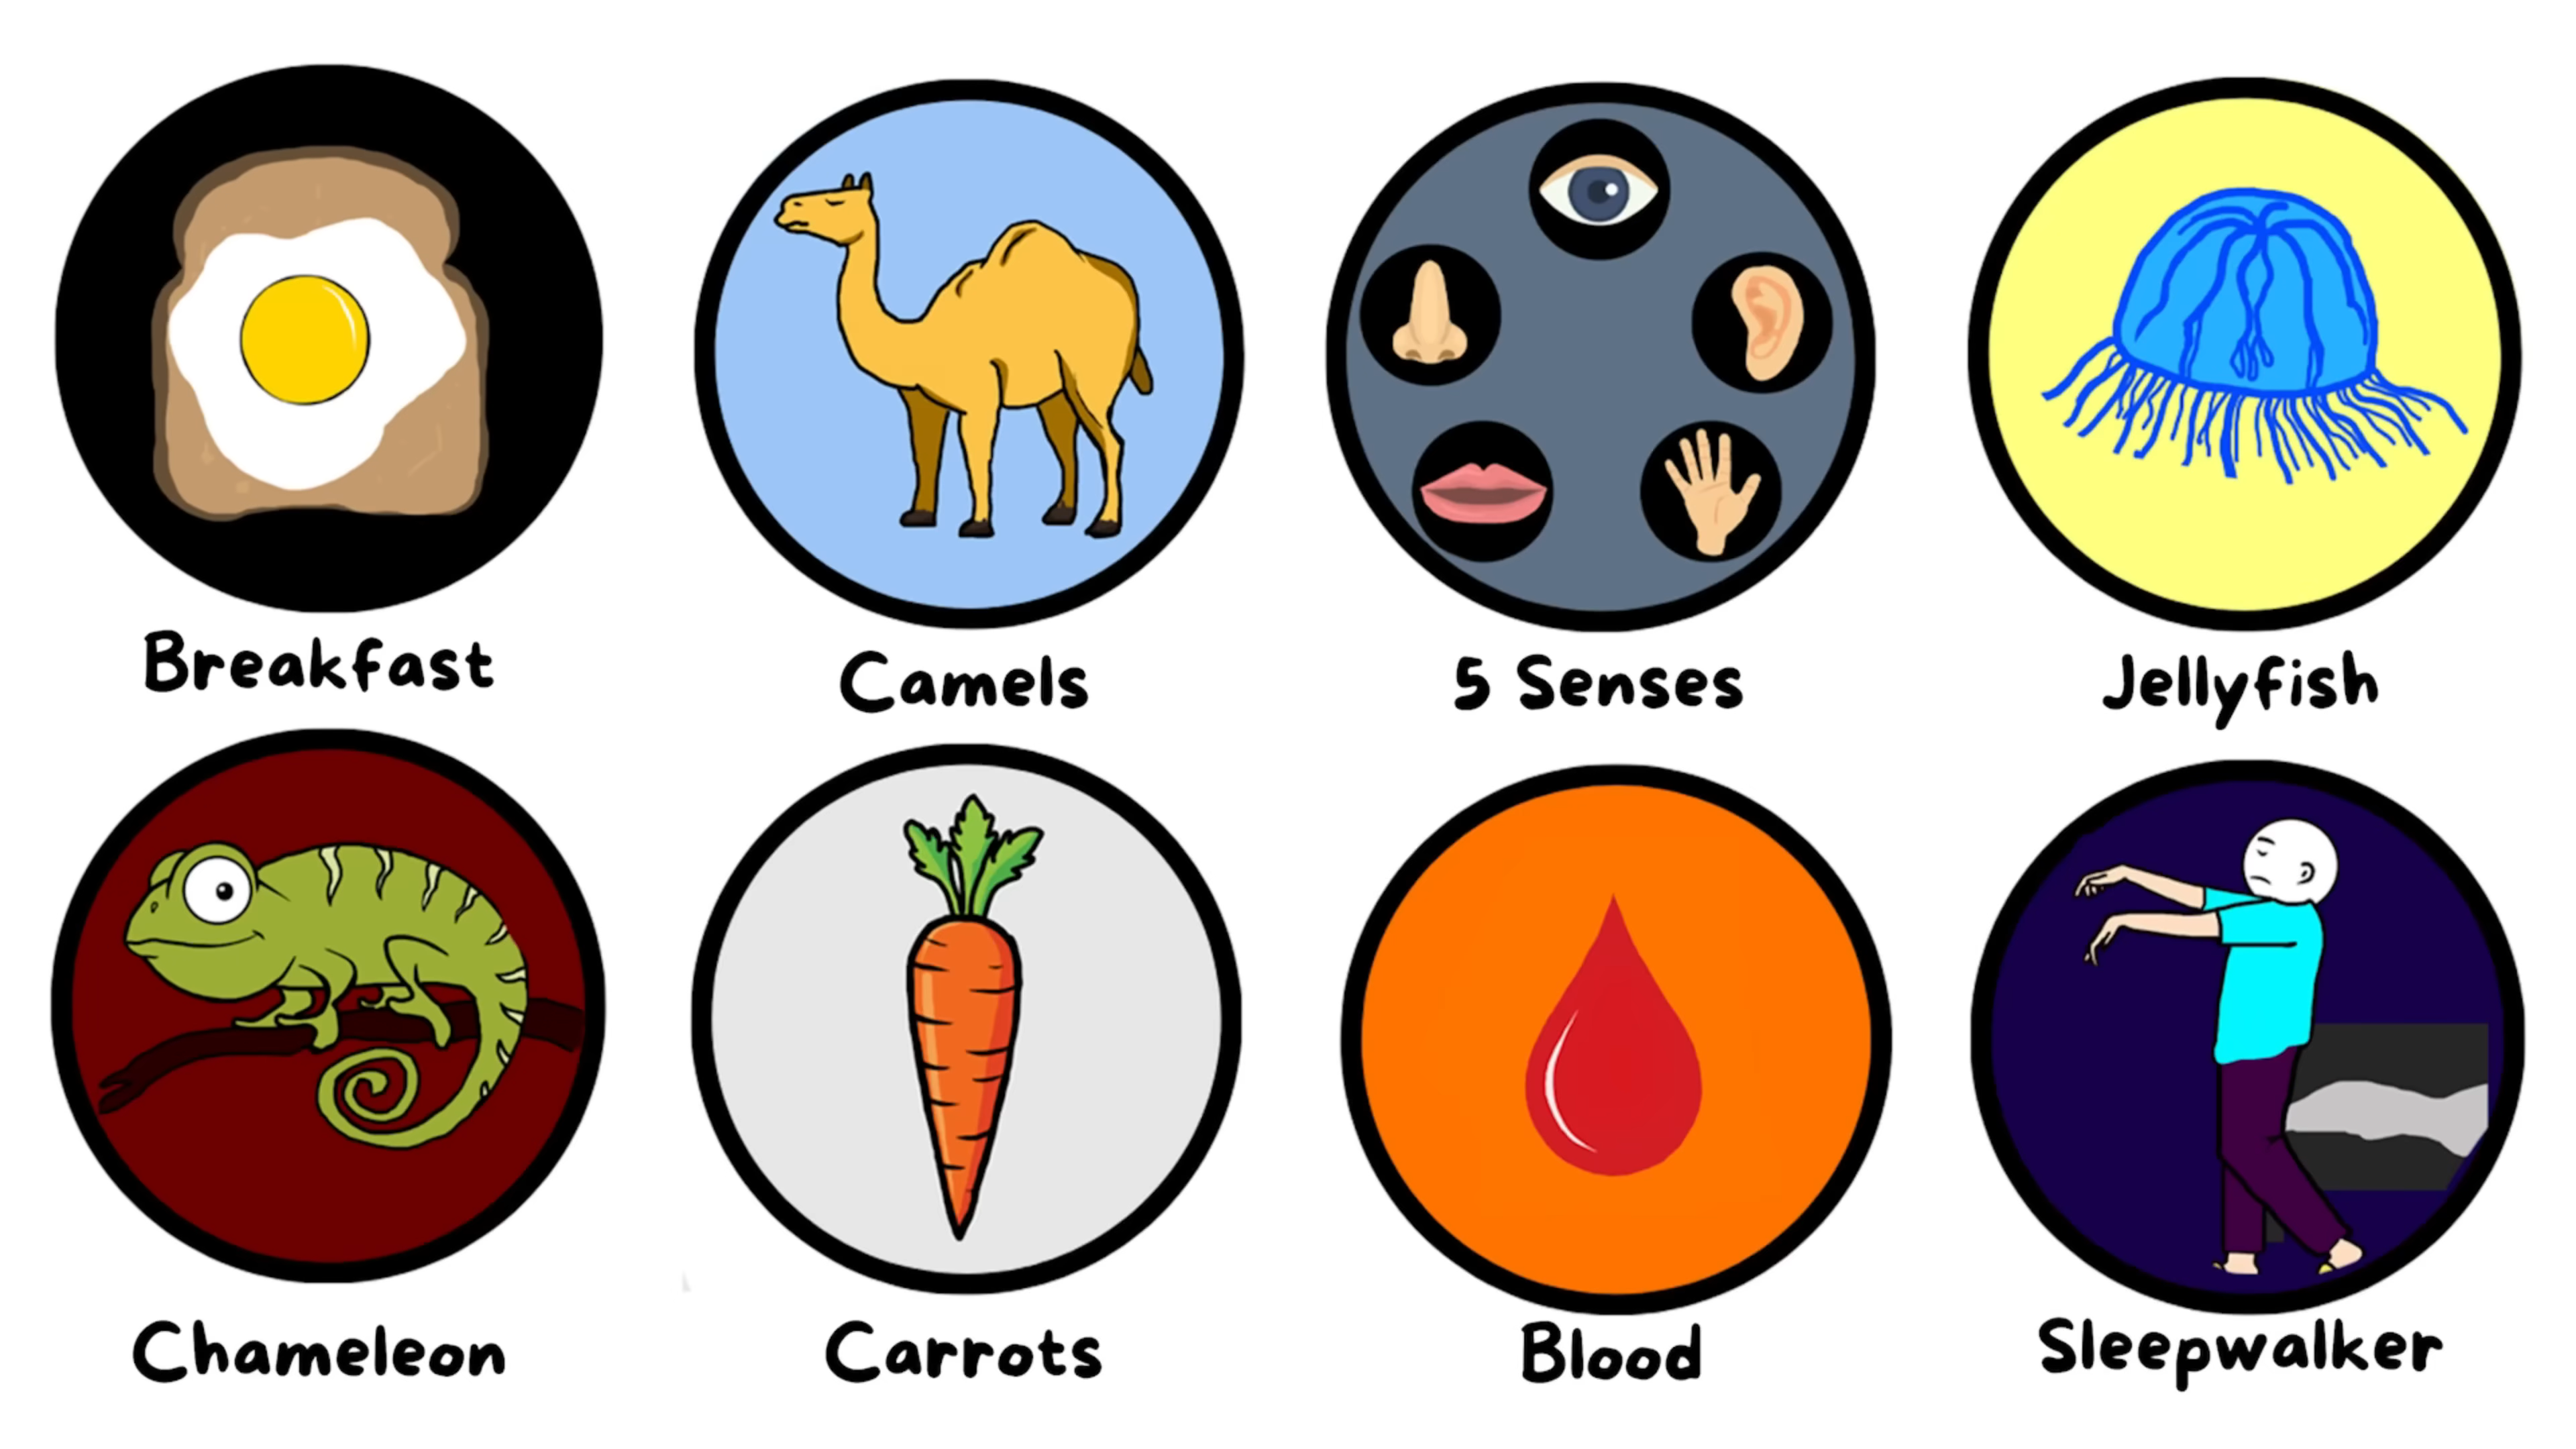 Breakfast
Camels
5 Senses
Jellyfish
Chameleon
Carrots
Blood
Sleepwalker